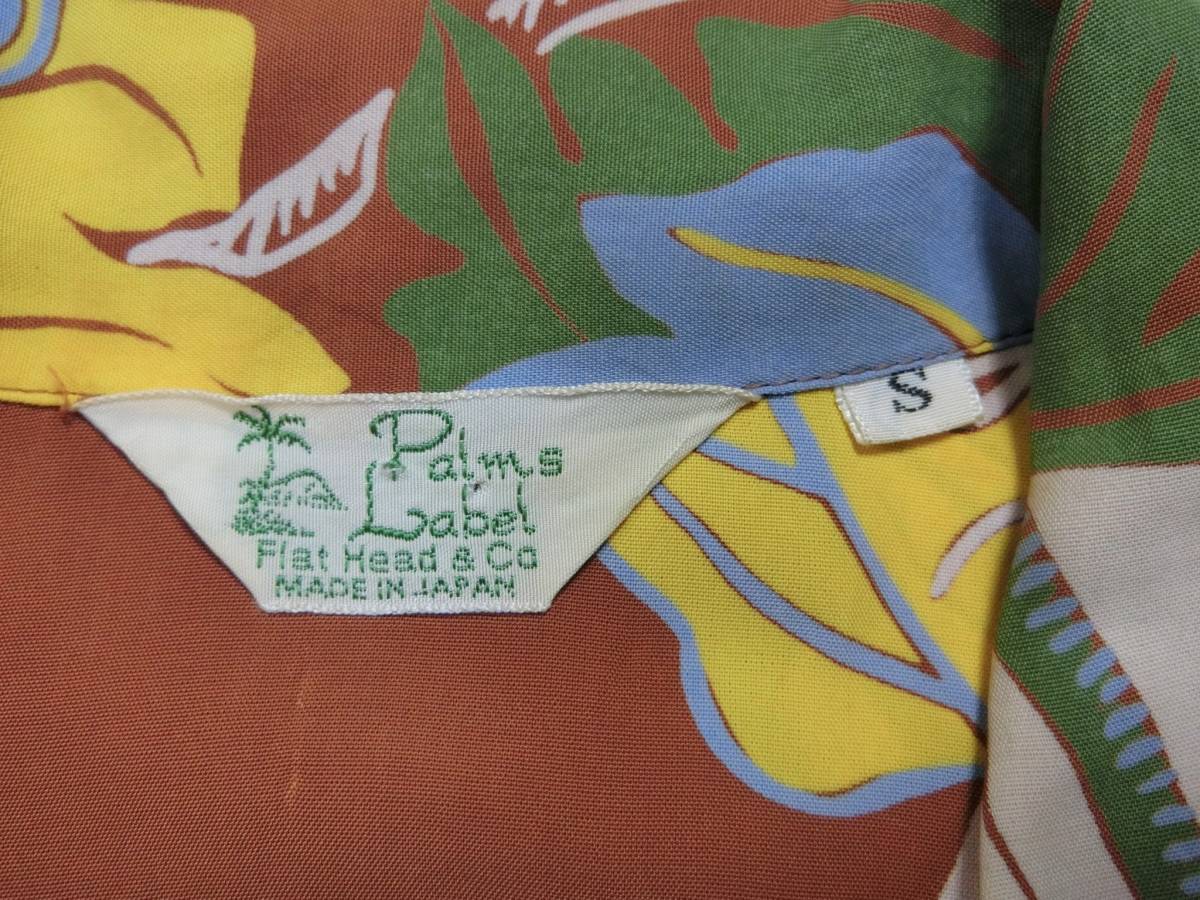 Palms
Label
Flat Head & Co
MADE IN JAPAN
S